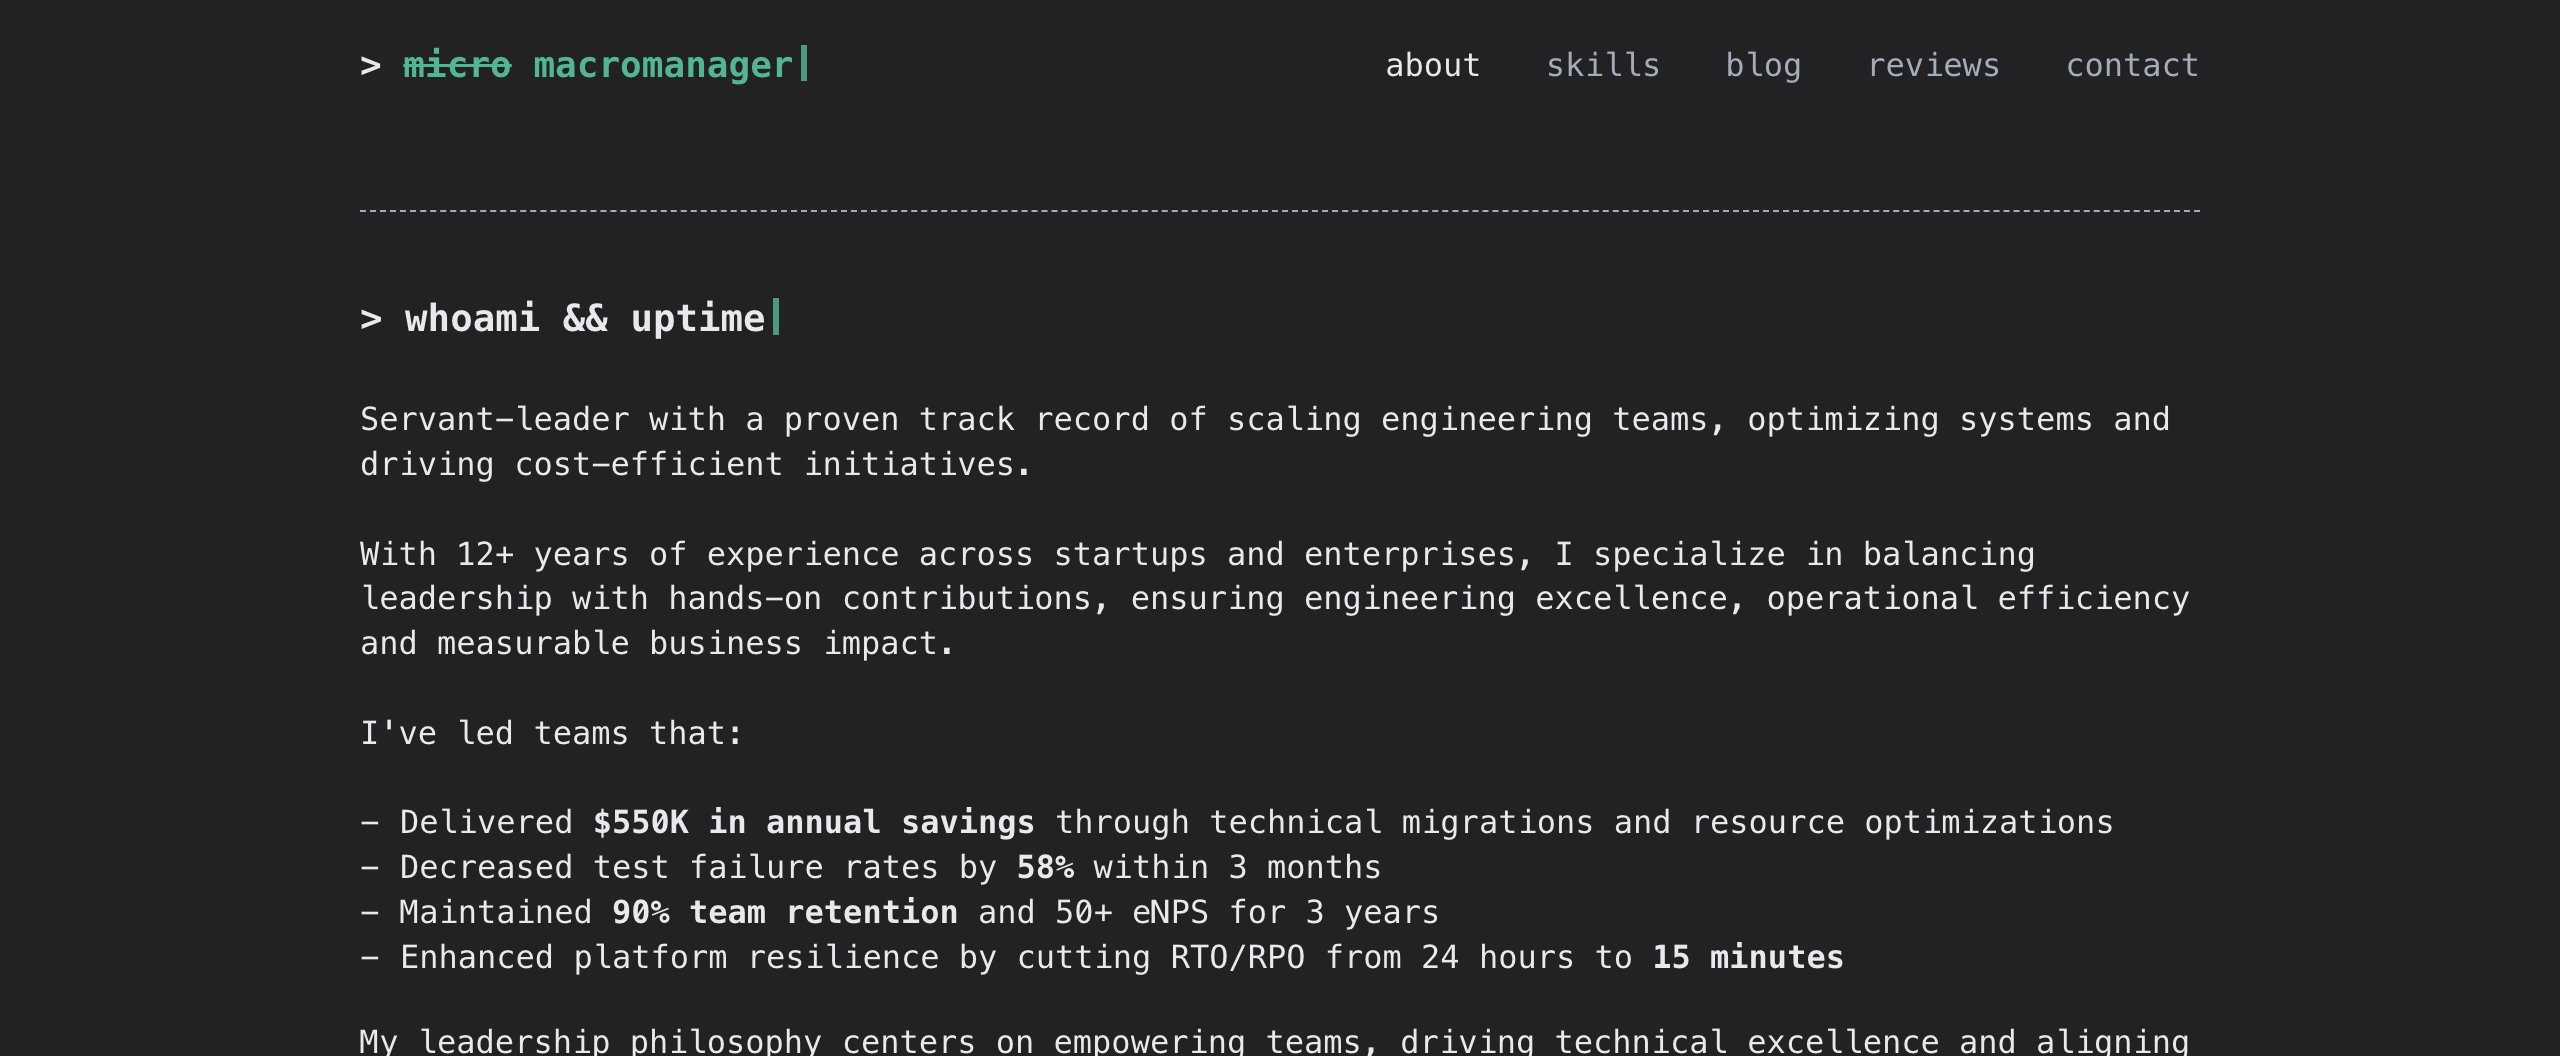 > micro macromanager
about skills blog reviews contact
> whoami && uptime
Servant-leader with a proven track record of scaling engineering teams, optimizing systems and
driving cost-efficient initiatives.
With 12+ years of experience across startups and enterprises, I specialize in balancing
leadership with hands-on contributions, ensuring engineering excellence, operational efficiency
and measurable business impact.
I've led teams that:
- Delivered $550K in annual savings through technical migrations and resource optimizations
- Decreased test failure rates by 58% within 3 months
- Maintained 90% team retention and 50+ eNPS for 3 years
- Enhanced platform resilience by cutting RTO/RPO from 24 hours to 15 minutes
My leadership philosophy centers on empowering teams, driving technical excellence and aligning